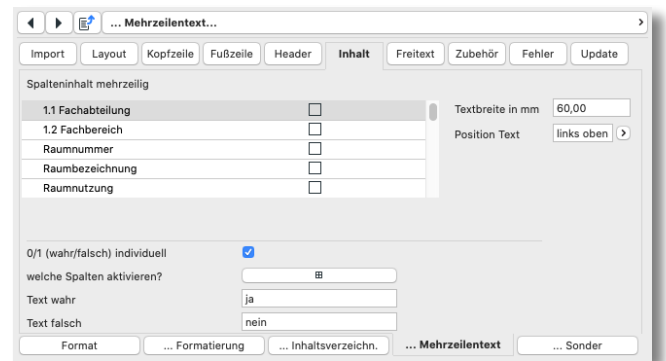 ... Mehrzeilentext...
Import Layout Kopfzeile Fußzeile Header Inhalt Freitext Zubehör Fehler Update
Spalteninhalt mehrzeilig
1.1 Fachabteilung
Textbreite in mm 60,00
1.2 Fachbereich
Position Text links oben
Raumnummer
Raumbezeichnung
Raumnutzung
0/1 (wahr/falsch) individuell
welche Spalten aktivieren?
Text wahr ja
Text falsch nein
Format ... Formatierung ... Inhaltsverzeichn. ... Mehrzeilentext ... Sonder